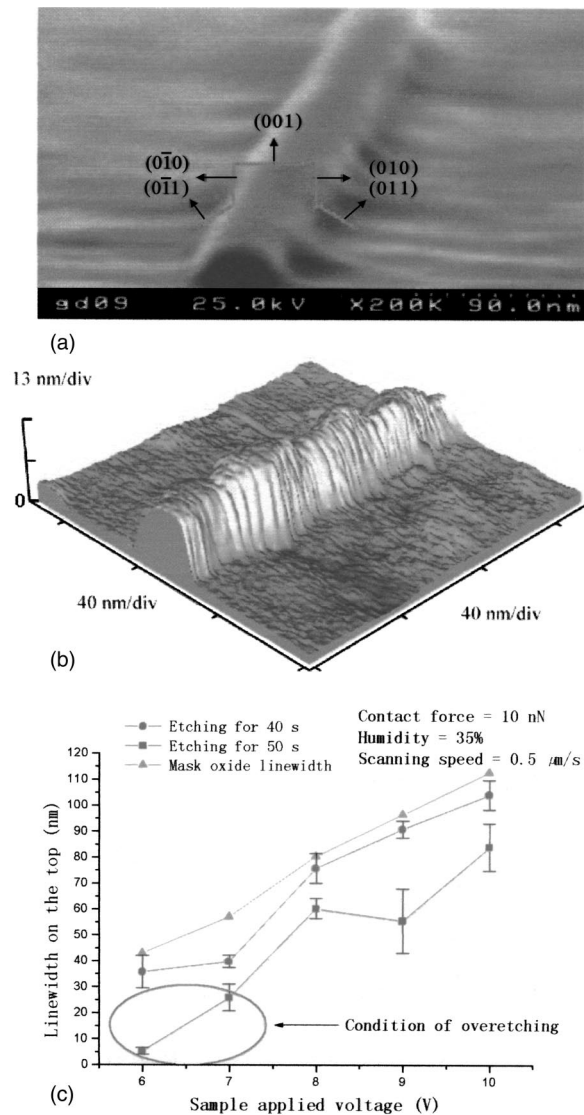 (001)
(01̄0)
(01̄1)
(010)
(011)
gd09 25.0kV X200K 90.0nm
(a)
13 nm/div
0
40 nm/div
40 nm/div
(b)
Etching for 40 s
Etching for 50 s
Mask oxide linewidth
Contact force = 10 nN
Humidity = 35%
Scanning speed = 0.5 μm/s
120
110
100
90
80
70
60
50
40
30
20
10
0
Linewidth on the top (nm)
Condition of overetching
6 7 8 9 10
Sample applied voltage (V)
(c)